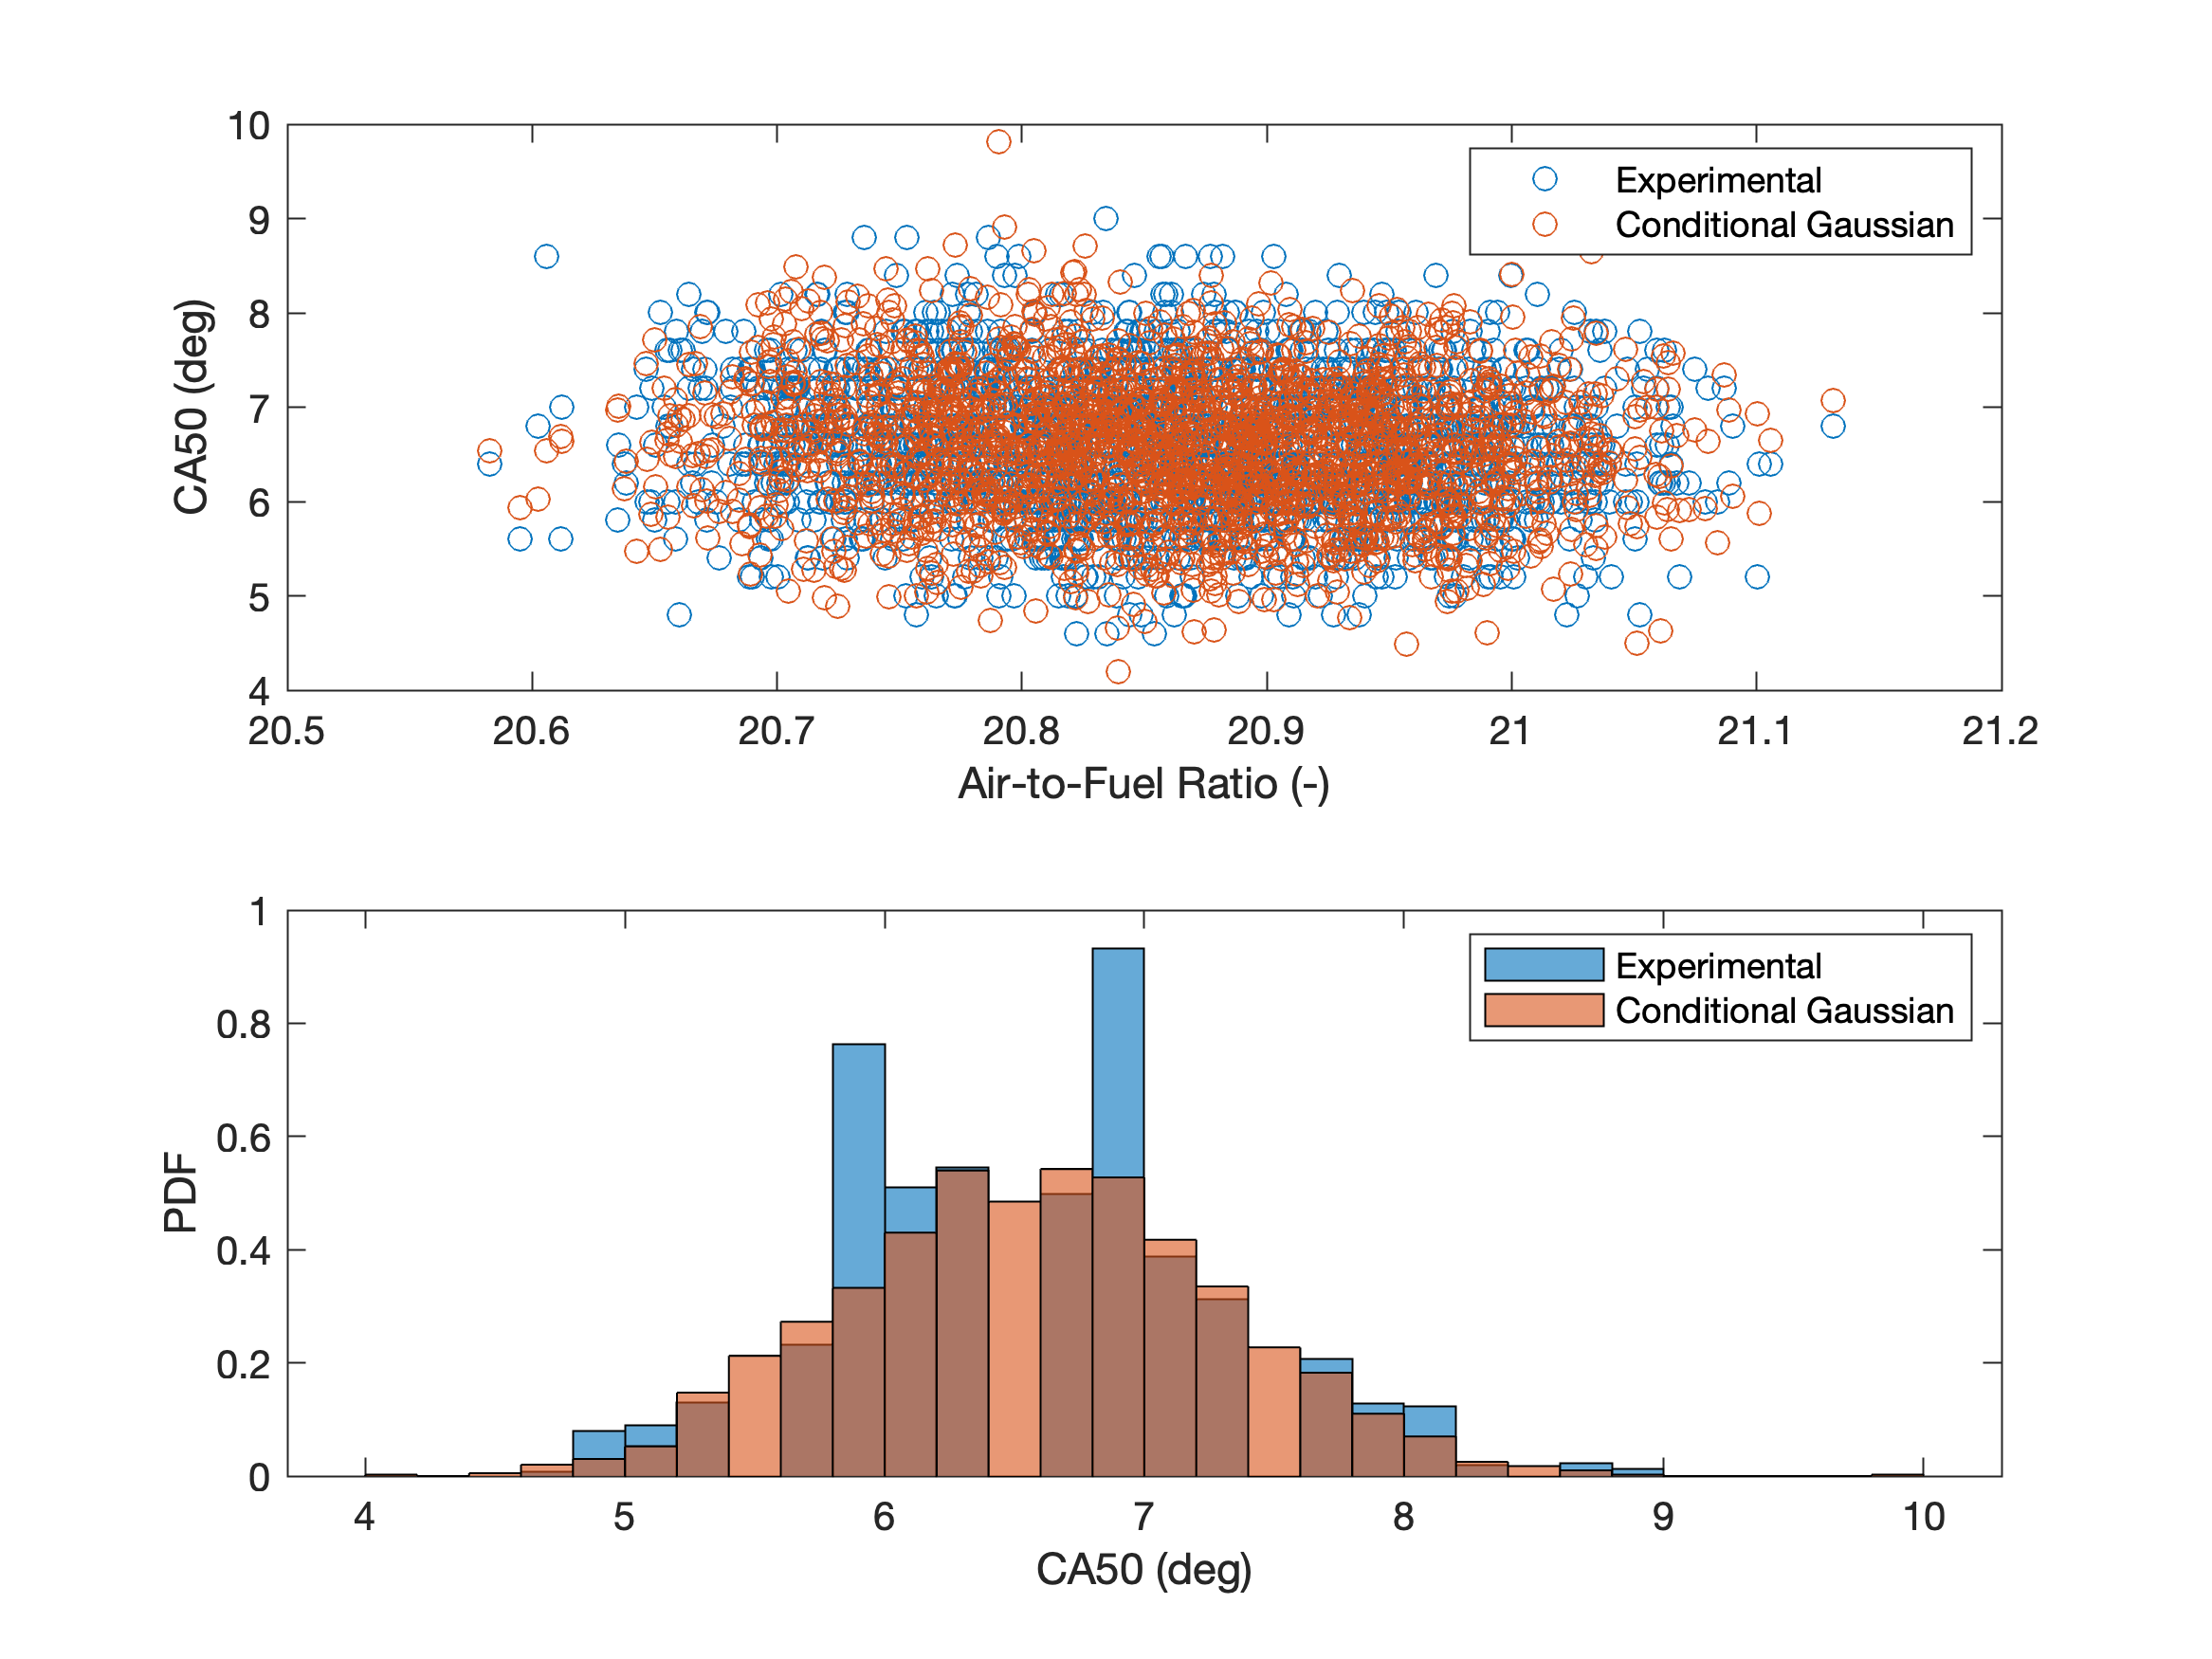 10
9
8
7
6
5
4
CA50 (deg)
Experimental
Conditional Gaussian
20.5 20.6 20.7 20.8 20.9 21 21.1 21.2
Air-to-Fuel Ratio (-)
1
0.8
0.6
0.4
0.2
0
PDF
Experimental
Conditional Gaussian
4 5 6 7 8 9 10
CA50 (deg)